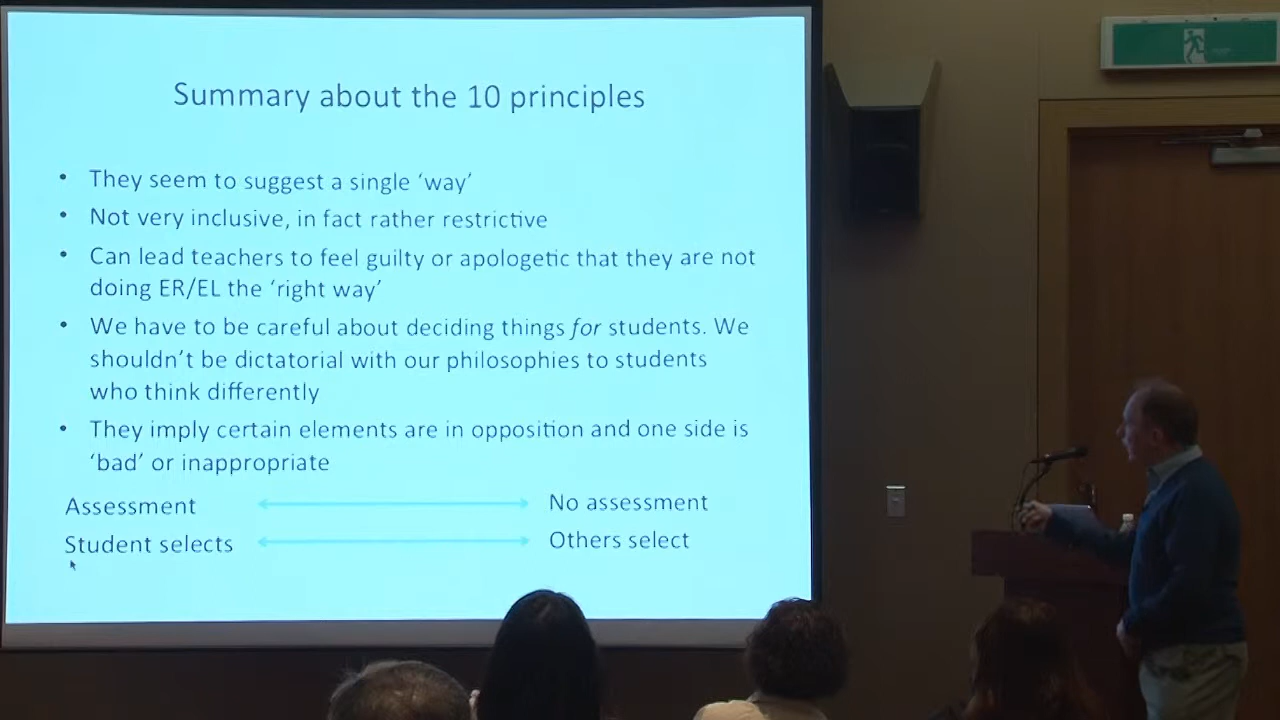 Summary about the 10 principles
• They seem to suggest a single ‘way’
• Not very inclusive, in fact rather restrictive
• Can lead teachers to feel guilty or apologetic that they are not
doing ER/EL the ‘right way’
• We have to be careful about deciding things for students. We
shouldn’t be dictatorial with our philosophies to students
who think differently
• They imply certain elements are in opposition and one side is
‘bad’ or inappropriate
Assessment No assessment
Student selects Others select